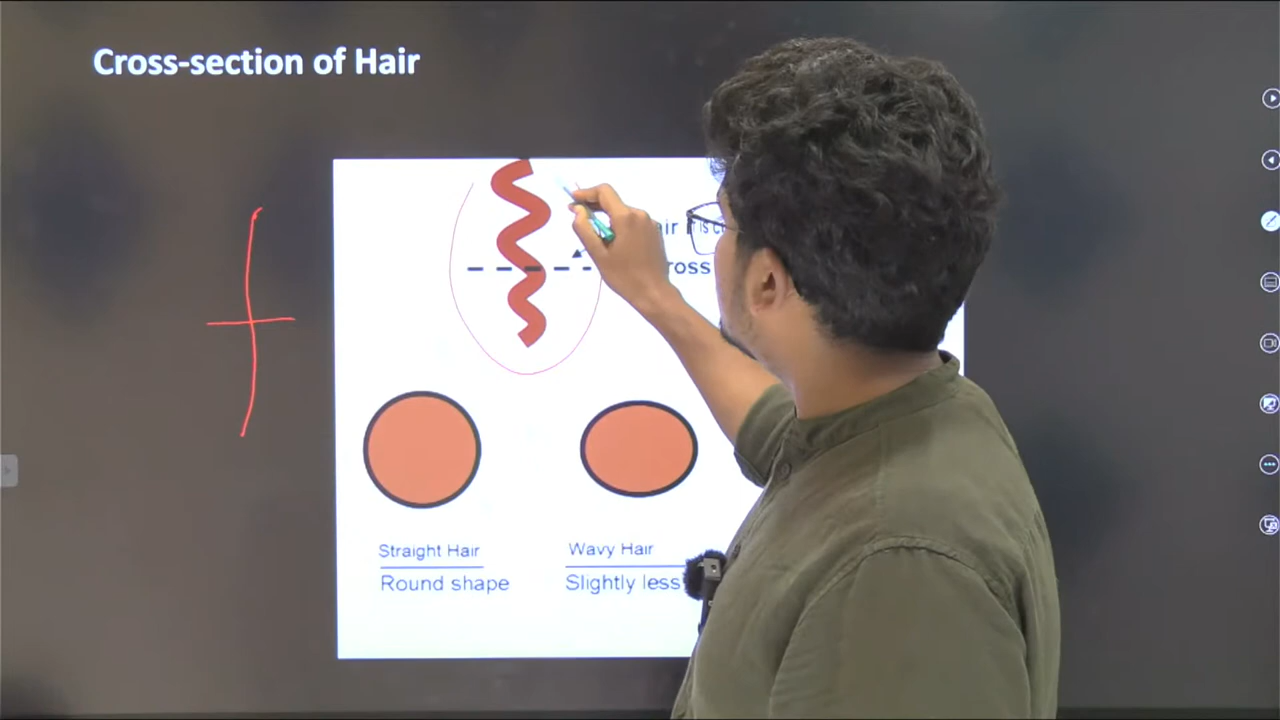 Cross-section of Hair
Straight Hair
Wavy Hair
Round shape
Slightly less